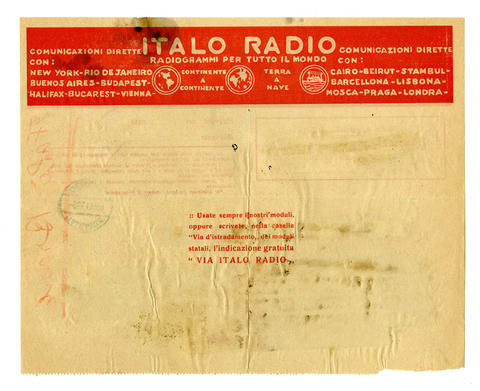 COMUNICAZIONI DIRETTE
CON:
NEW YORK-RIO DE JANEIRO
BUENOS AIRES-BUDAPEST-
HALIFAX-BUCAREST-VIENNA-
ITALO RADIO
RADIOGRAMMI PER TUTTO IL MONDO
CONTINENTE
A
CONTINENTE
TERRA
A
NAVE
COMUNICAZIONI DIRETTE
CON:
CAIRO-BEIRUT-STAMBUL-
BARCELLONA-LISBONA-
MOSCA-PRAGA-LONDRA-
:: Usate sempre i nostri moduli,
oppure scrivete, nella casella
"Via d'istradamento, dei moduli
statali, l'indicazione gratuita
" VIA ITALO RADIO "